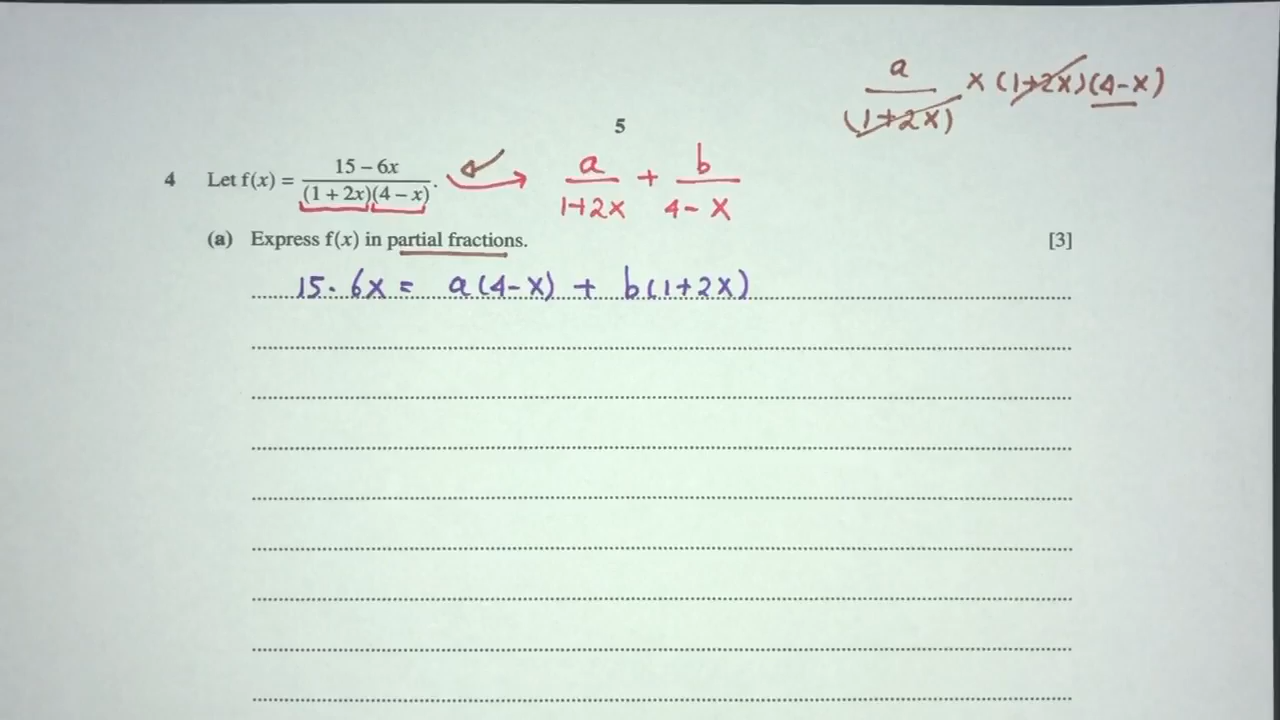 a/(1+2x) × (1+2x)(4-x)
5
4 Let f(x) = (15 – 6x)/((1 + 2x)(4 – x)). a/(1+2x) + b/(4-x)
(a) Express f(x) in partial fractions. [3]
15 - 6x = a(4-x) + b(1+2x)